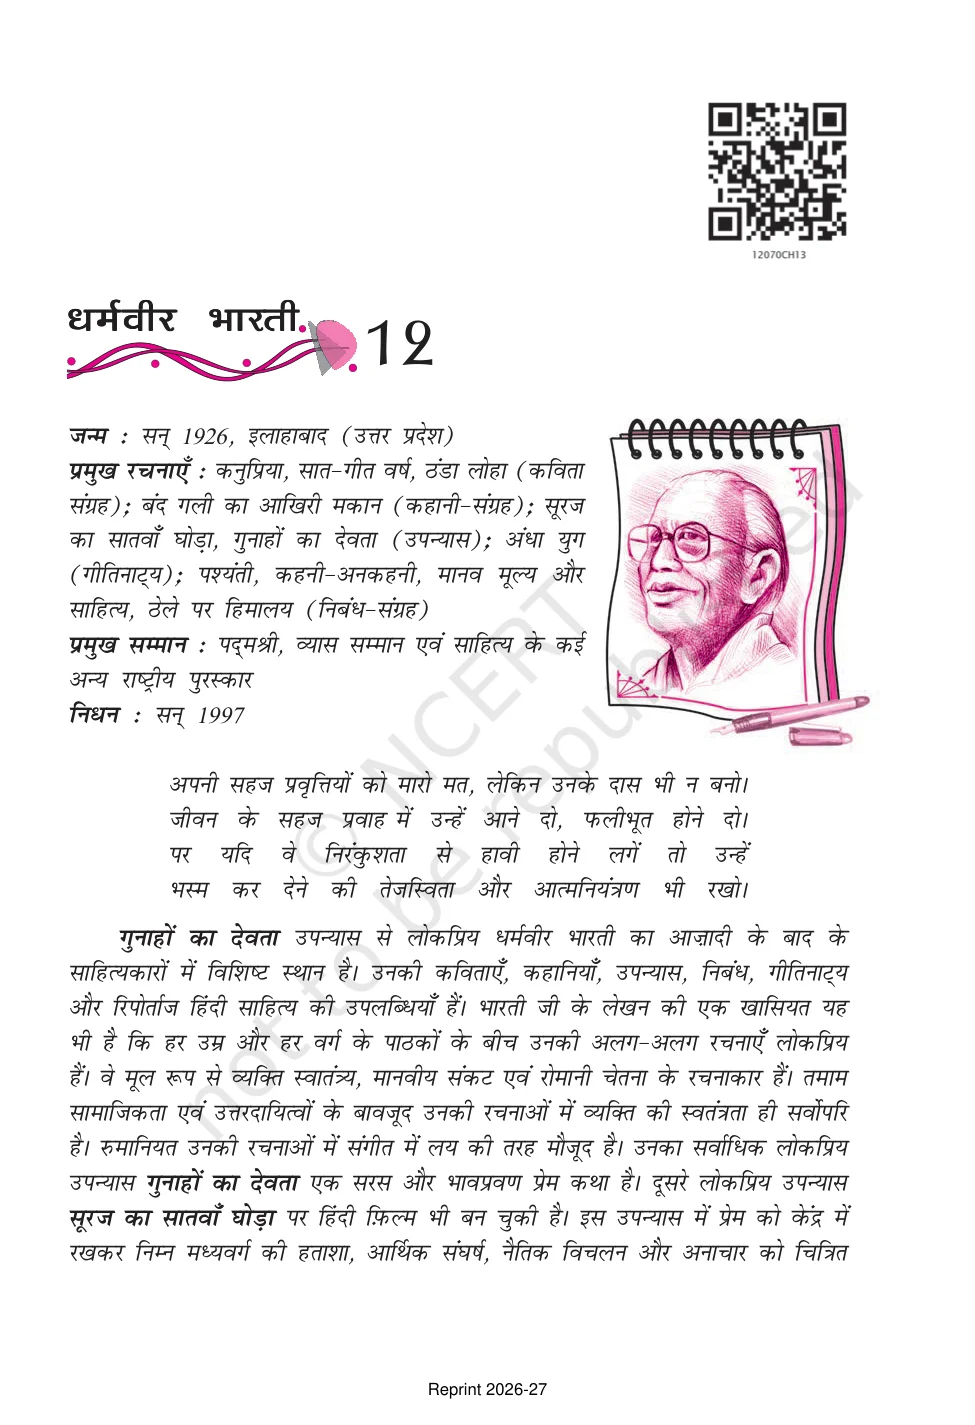 12070CH13
धर्मवीर भारती
12
जन्म : सन् 1926, इलाहाबाद (उत्तर प्रदेश)
प्रमुख रचनाएँ : कनुप्रिया, सात-गीत वर्ष, ठंडा लोहा (कविता
संग्रह); बंद गली का आखिरी मकान (कहानी-संग्रह); सूरज
का सातवाँ घोड़ा, गुनाहों का देवता (उपन्यास); अंधा युग
(गीतिनाट्य); पश्यंती, कहनी-अनकहनी, मानव मूल्य और
साहित्य, ठेले पर हिमालय (निबंध-संग्रह)
प्रमुख सम्मान : पद्मश्री, व्यास सम्मान एवं साहित्य के कई
अन्य राष्ट्रीय पुरस्कार
निधन : सन् 1997
अपनी सहज प्रवृत्तियों को मारो मत, लेकिन उनके दास भी न बनो।
जीवन के सहज प्रवाह में उन्हें आने दो, फलीभूत होने दो।
पर यदि वे निरंकुशता से हावी होने लगें तो उन्हें
भस्म कर देने की तेजस्विता और आत्मनियंत्रण भी रखो।
गुनाहों का देवता उपन्यास से लोकप्रिय धर्मवीर भारती का आज़ादी के बाद के
साहित्यकारों में विशिष्ट स्थान है। उनकी कविताएँ, कहानियाँ, उपन्यास, निबंध, गीतिनाट्य
और रिपोर्ताज हिंदी साहित्य की उपलब्धियाँ हैं। भारती जी के लेखन की एक खासियत यह
भी है कि हर उम्र और हर वर्ग के पाठकों के बीच उनकी अलग-अलग रचनाएँ लोकप्रिय
हैं। वे मूल रूप से व्यक्ति स्वातंत्र्य, मानवीय संकट एवं रोमानी चेतना के रचनाकार हैं। तमाम
सामाजिकता एवं उत्तरदायित्वों के बावजूद उनकी रचनाओं में व्यक्ति की स्वतंत्रता ही सर्वोपरि
है। रुमानियत उनकी रचनाओं में संगीत में लय की तरह मौजूद है। उनका सर्वाधिक लोकप्रिय
उपन्यास गुनाहों का देवता एक सरस और भावप्रवण प्रेम कथा है। दूसरे लोकप्रिय उपन्यास
सूरज का सातवाँ घोड़ा पर हिंदी फ़िल्म भी बन चुकी है। इस उपन्यास में प्रेम को केंद्र में
रखकर निम्न मध्यवर्ग की हताशा, आर्थिक संघर्ष, नैतिक विचलन और अनाचार को चित्रित
© NCERT
not to be republished
Reprint 2026-27